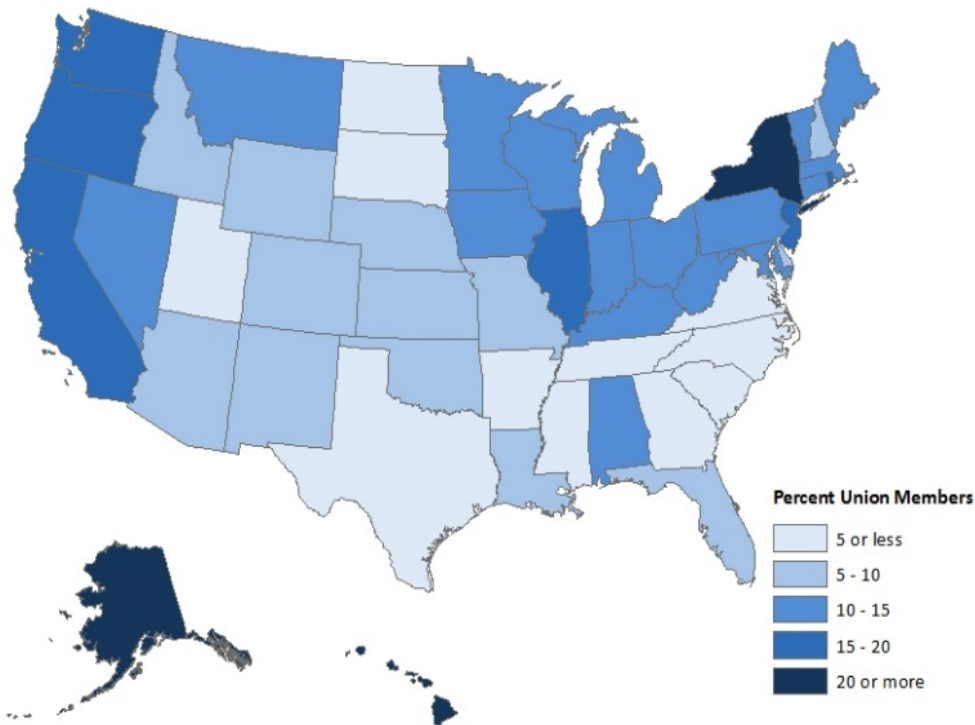 Percent Union Members
5 or less
5 - 10
10 - 15
15 - 20
20 or more